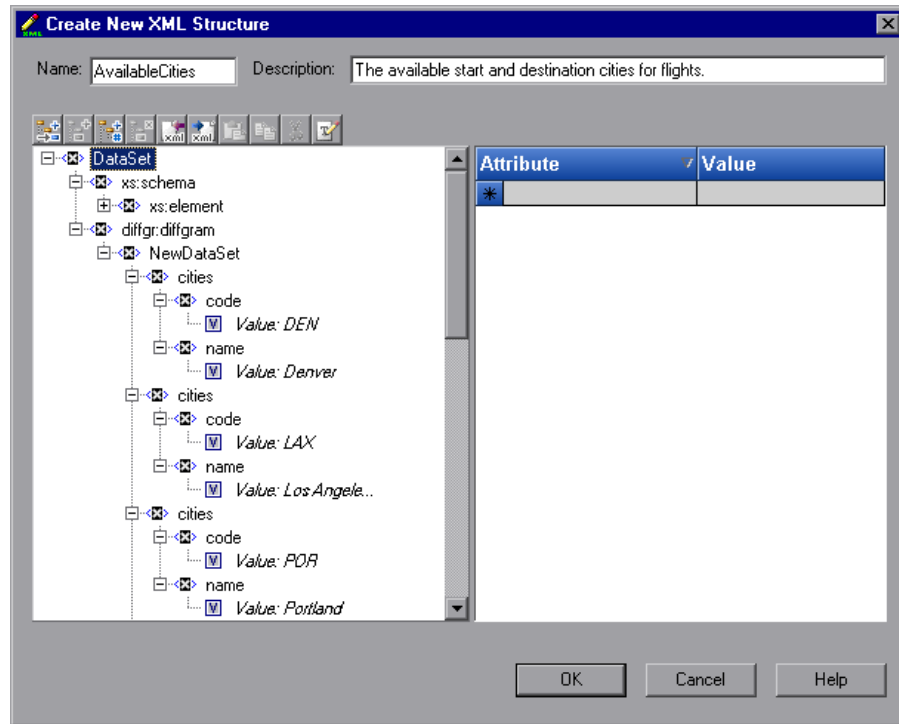 Create New XML Structure
Name: AvailableCities Description: The available start and destination cities for flights.
DataSet
Attribute Value
xs:schema
xs:element
diffgr:diffgram
NewDataSet
cities
code
Value: DEN
name
Value: Denver
cities
code
Value: LAX
name
Value: Los Angele...
cities
code
Value: POR
name
Value: Portland
OK Cancel Help